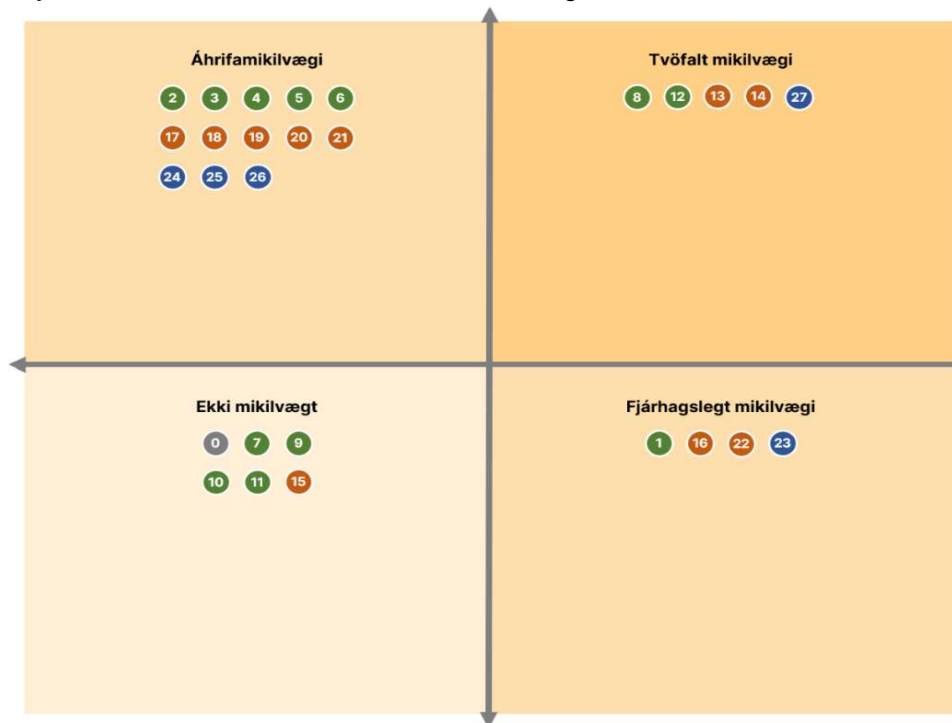 Áhrifamikilvægi
2 3 4 5 6
17 18 19 20 21
24 25 26
Tvöfalt mikilvægi
8 12 13 14 27
Ekki mikilvægt
0 7 9
10 11 15
Fjárhagslegt mikilvægi
1 16 22 23